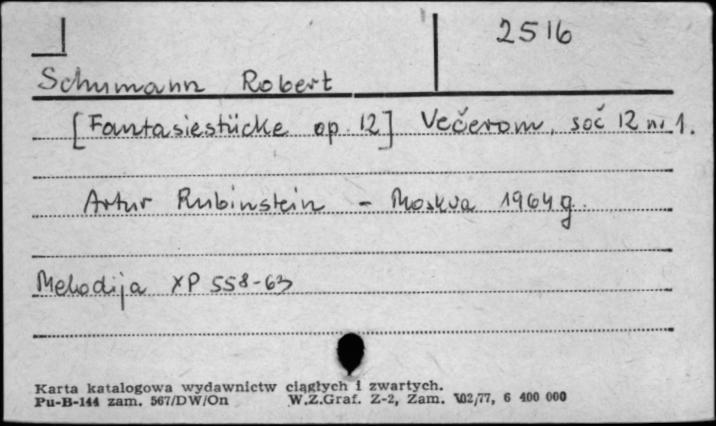 2516
Schumann Robert
[Fantasiestücke op. 12] Večerom, soč 12 nr 1.
Artur Rubinstein - Moskva 1964 g.
Melodija XP 558-63
Karta katalogowa wydawnictw ciągłych i zwartych.
Pu-B-144 zam. 567/DW/On W.Z.Graf. Z-2, Zam. 102/77, 6 400 000